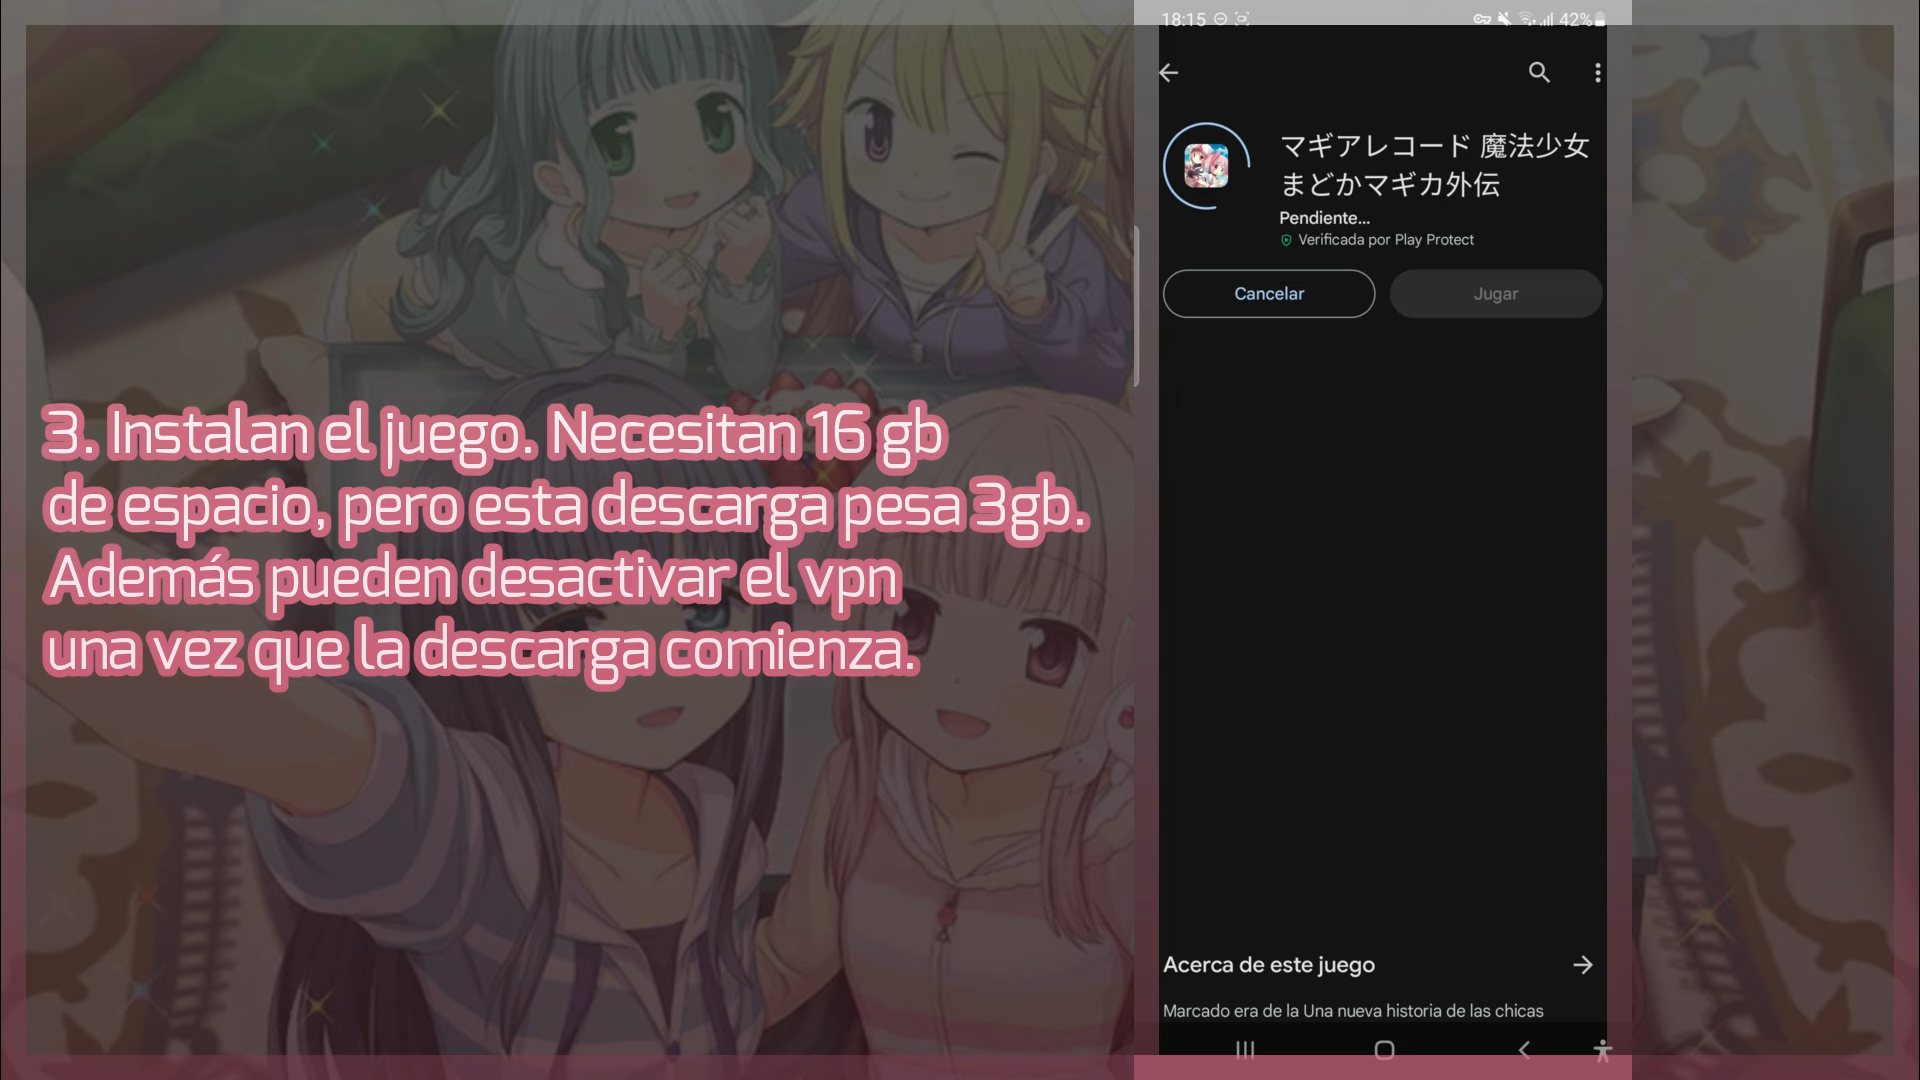 3. Instalan el juego. Necesitan 16 gb
de espacio, pero esta descarga pesa 3gb.
Además pueden desactivar el vpn
una vez que la descarga comienza.
18:15
42%
マギアレコード 魔法少女
まどかマギカ外伝
Pendiente...
Verificada por Play Protect
Cancelar
Jugar
Acerca de este juego
Marcado era de la Una nueva historia de las chicas